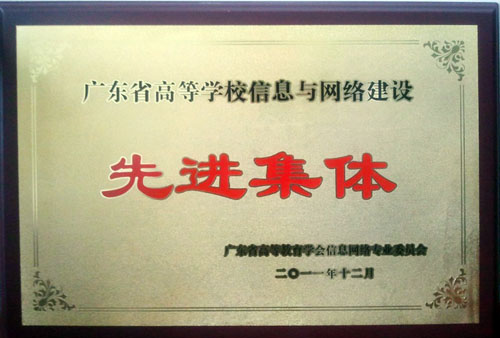 广东省高等学校信息与网络建设
先进集体
广东省高等教育学会信息网络专业委员会
二〇一一年十二月